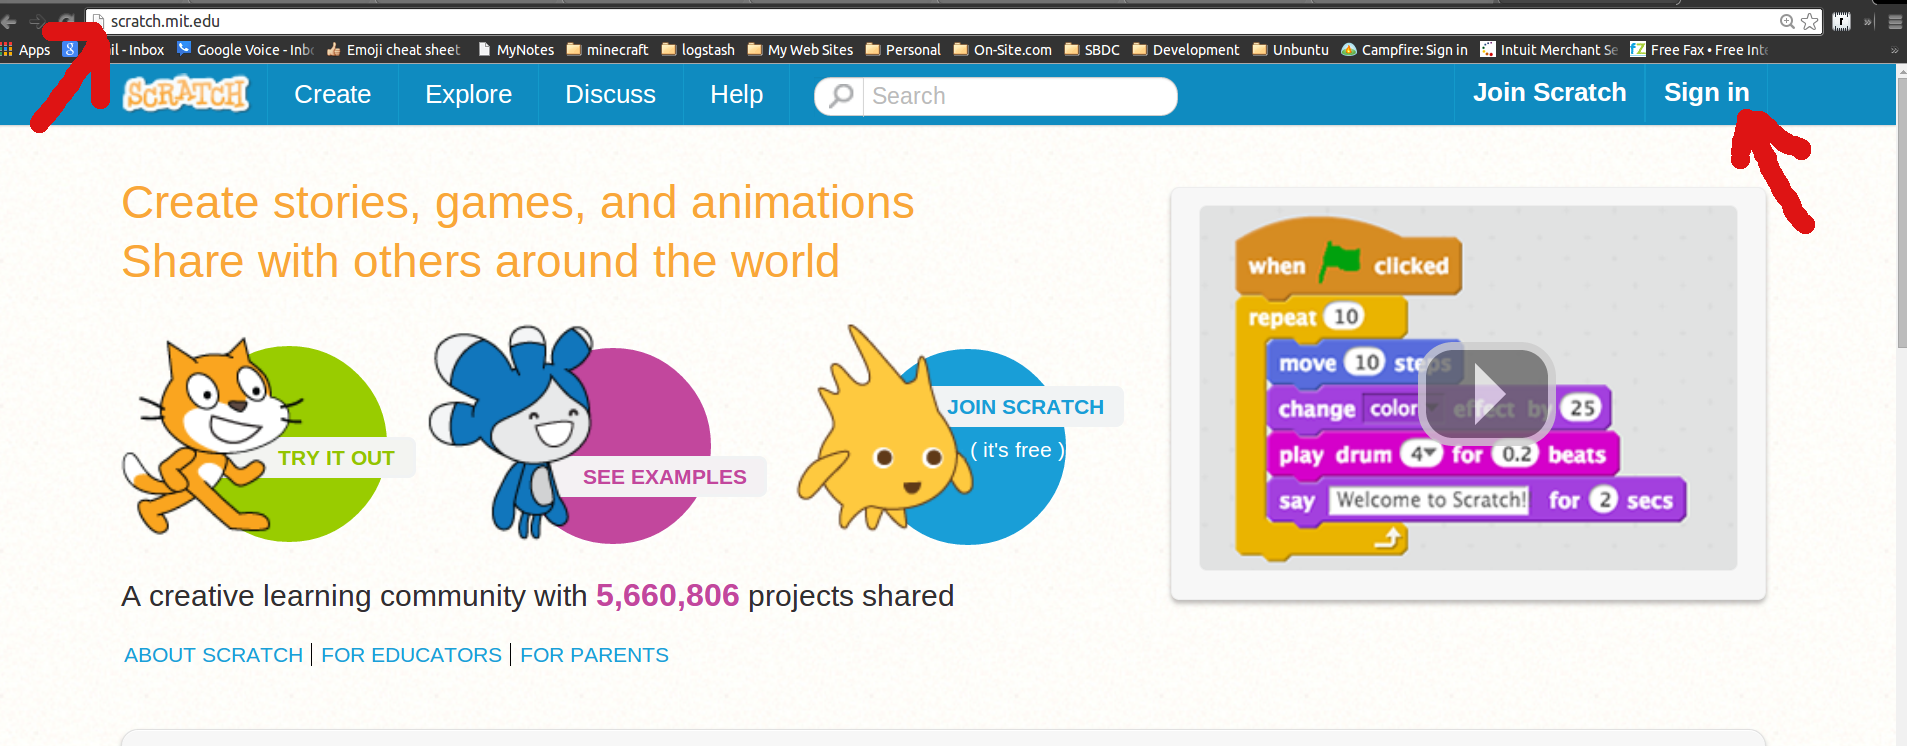 scratch.mit.edu
Apps
il - Inbox
Google Voice - Inb
Emoji cheat sheet
MyNotes
minecraft
logstash
My Web Sites
Personal
On-Site.com
SBDC
Development
Unbuntu
Campfire: Sign in
Intuit Merchant Se
Free Fax • Free Inte
SCRATCH
Create
Explore
Discuss
Help
Search
Join Scratch
Sign in
Create stories, games, and animations
Share with others around the world
TRY IT OUT
SEE EXAMPLES
JOIN SCRATCH
( it's free )
when clicked
repeat 10
move 10 steps
change color effect by 25
play drum 4 for 0.2 beats
say Welcome to Scratch! for 2 secs
A creative learning community with 5,660,806 projects shared
ABOUT SCRATCH | FOR EDUCATORS | FOR PARENTS